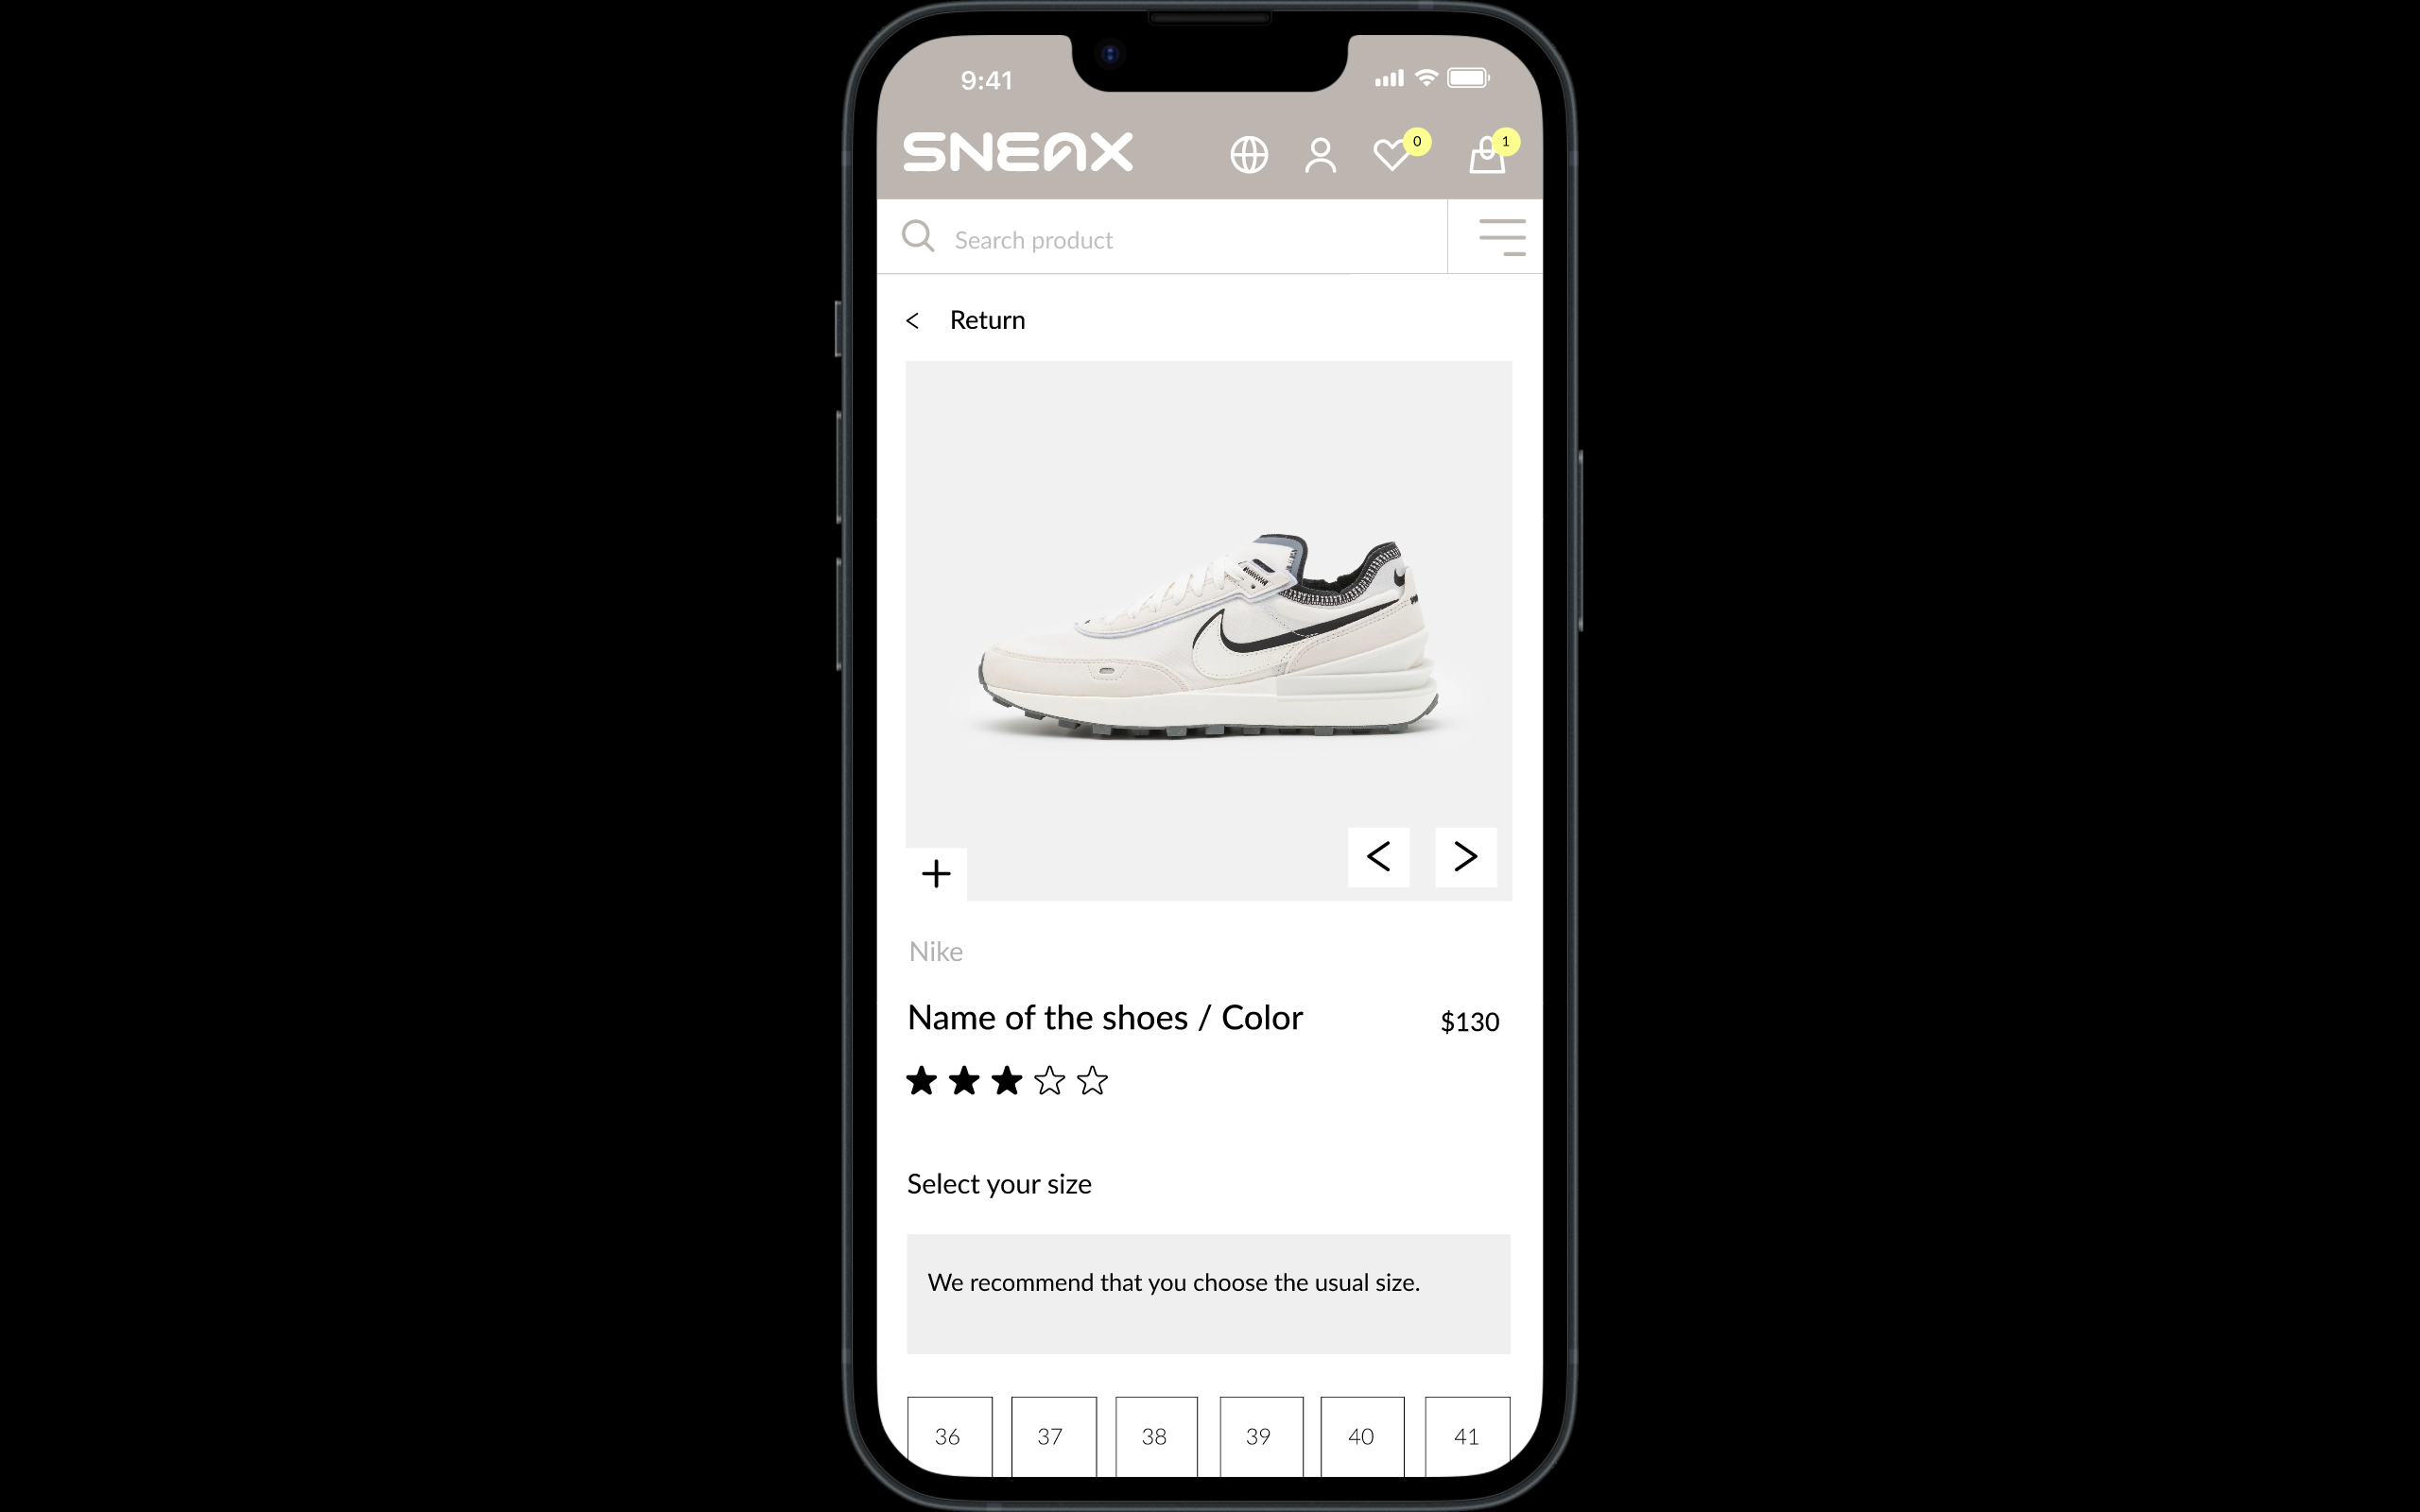 9:41
SNEAX
0
1
Search product
< Return
Nike
Name of the shoes / Color
$130
Select your size
We recommend that you choose the usual size.
36 37 38 39 40 41